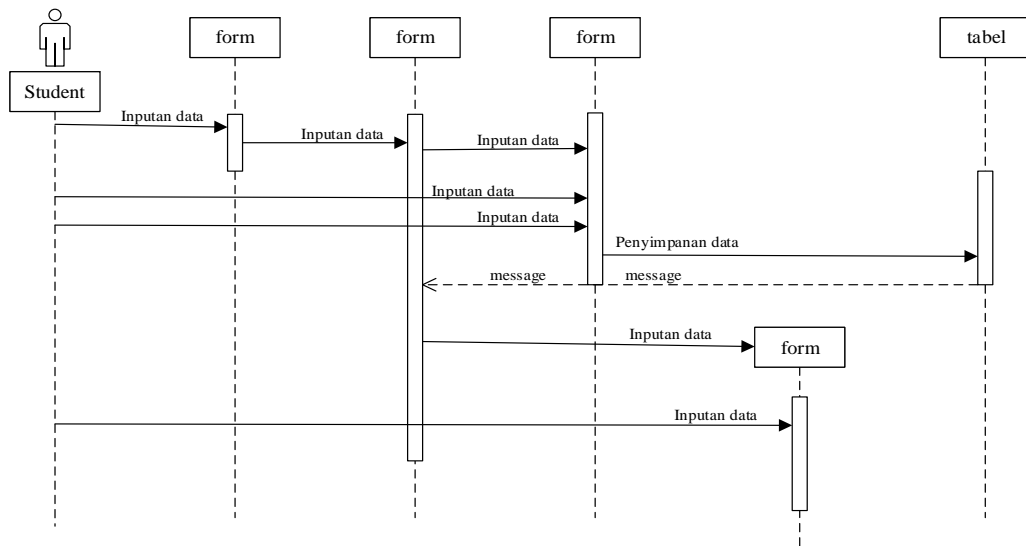 form
form
form
tabel
Student
Inputan data
Inputan data
Inputan data
Inputan data
Inputan data
Penyimpanan data
message
message
Inputan data
form
Inputan data